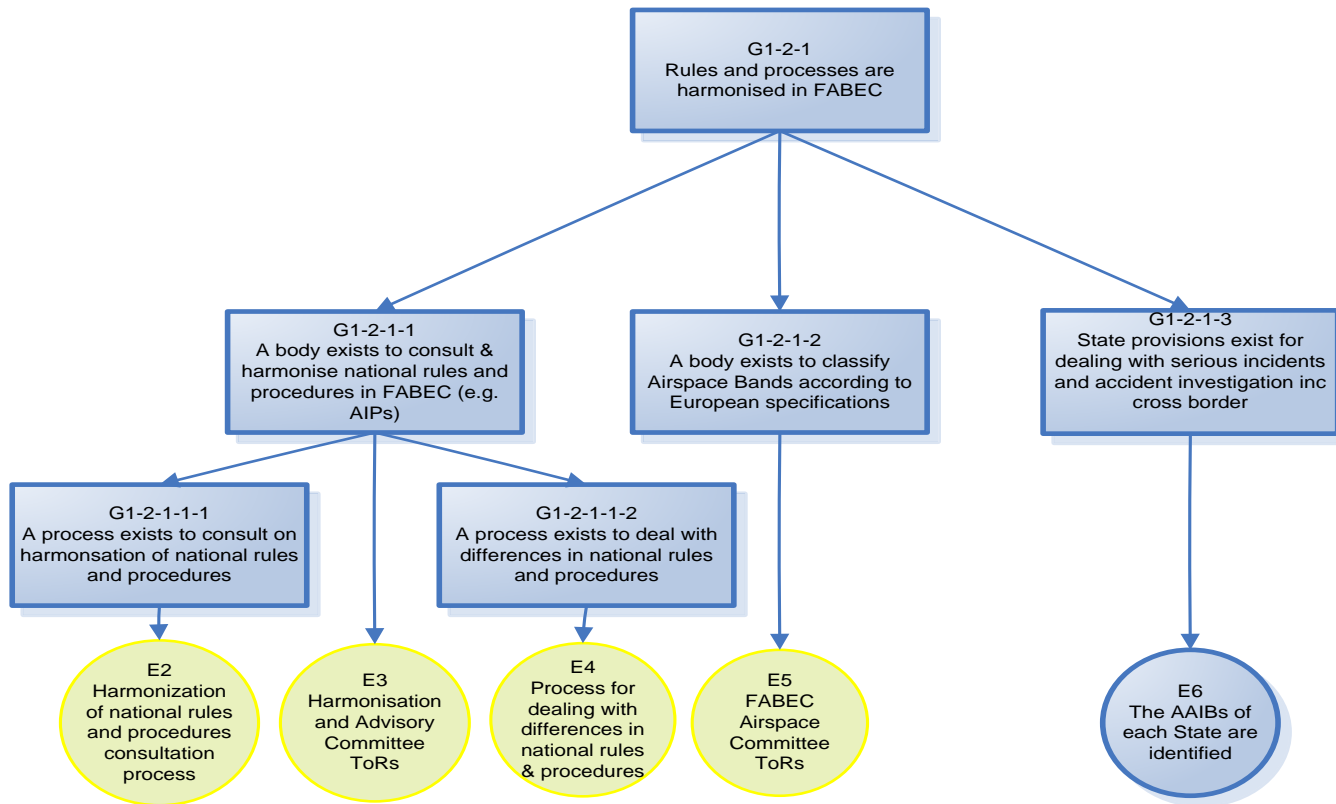 G1-2-1
Rules and processes are
harmonised in FABEC
G1-2-1-1
A body exists to consult &
harmonise national rules and
procedures in FABEC (e.g.
AIPs)
G1-2-1-2
A body exists to classify
Airspace Bands according to
European specifications
G1-2-1-3
State provisions exist for
dealing with serious incidents
and accident investigation inc
cross border
G1-2-1-1-1
A process exists to consult on
harmonsation of national rules
and procedures
G1-2-1-1-2
A process exists to deal with
differences in national rules
and procedures
E2
Harmonization
of national rules
and procedures
consultation
process
E3
Harmonisation
and Advisory
Committee
ToRs
E4
Process for
dealing with
differences in
national rules
& procedures
E5
FABEC
Airspace
Committee
ToRs
E6
The AAIBs of
each State are
identified